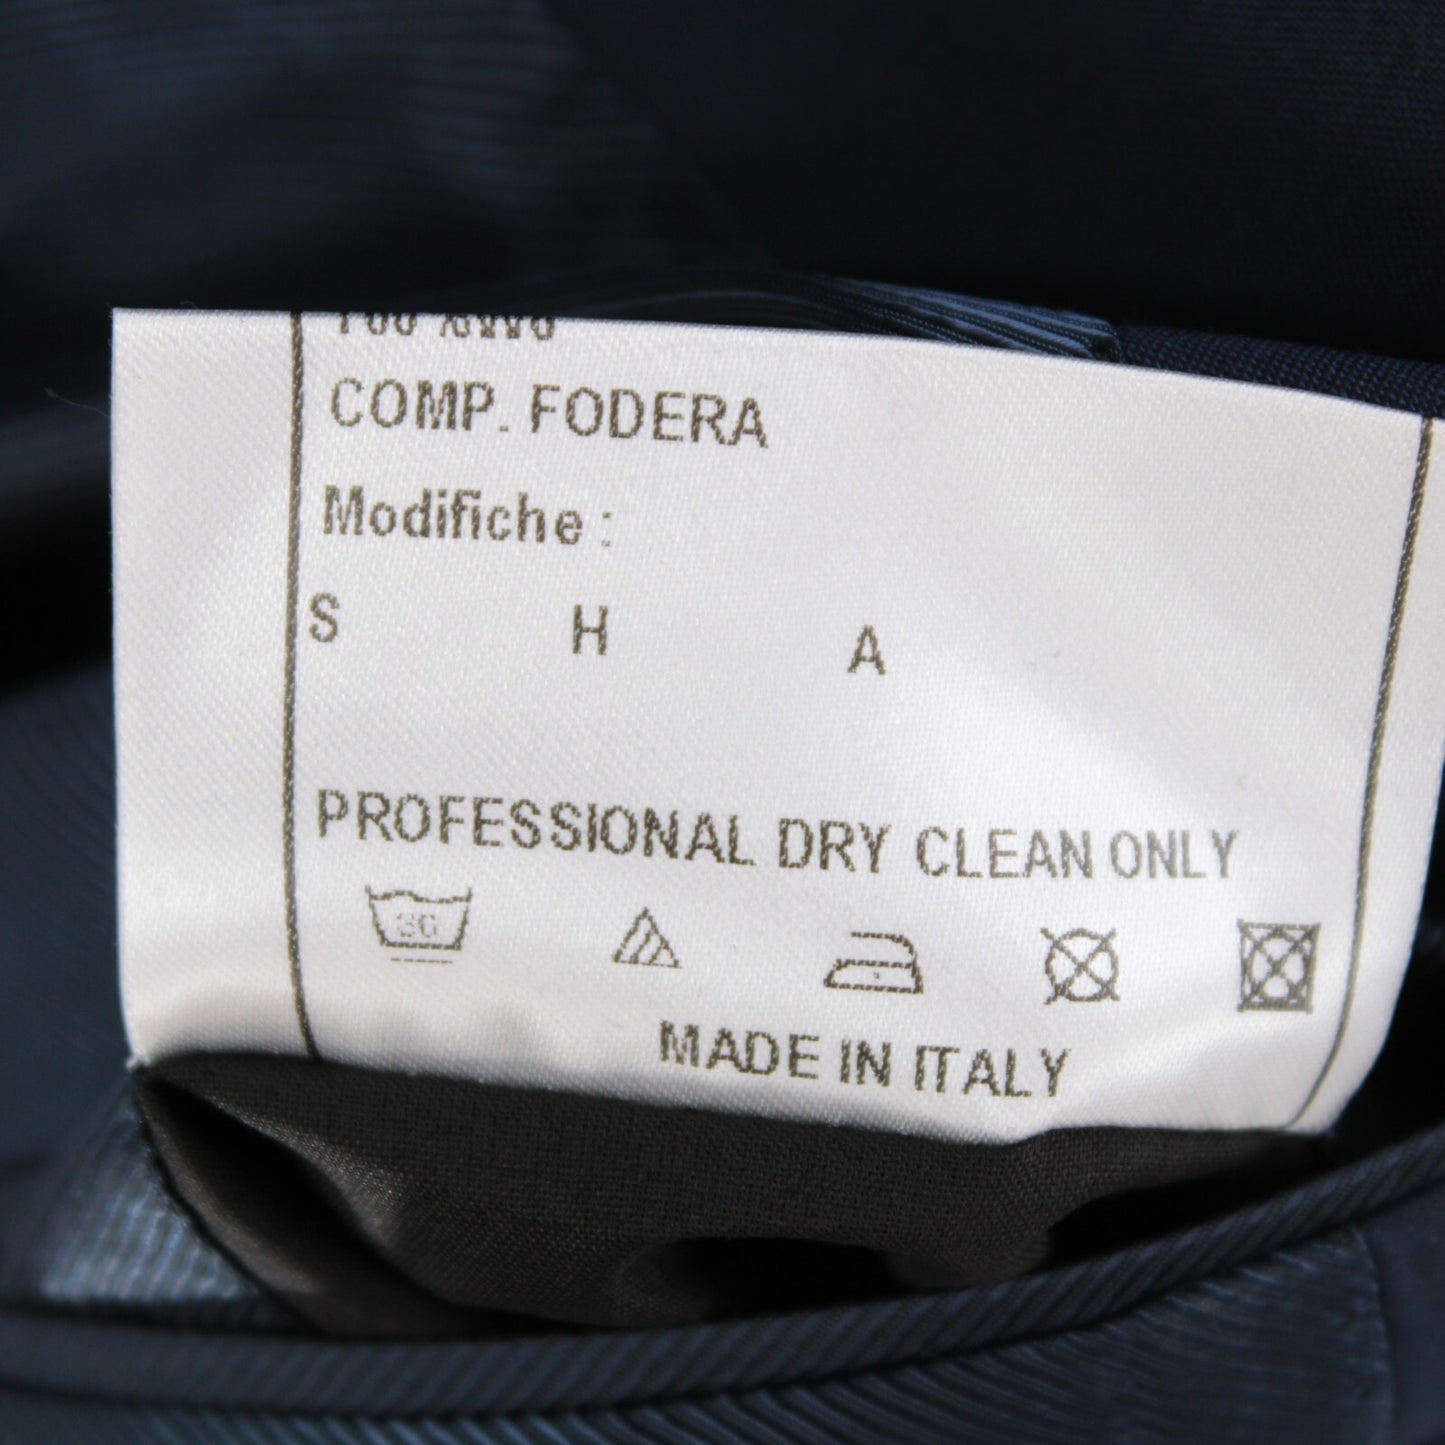 COMP. FODERA
Modifiche :
S H A
PROFESSIONAL DRY CLEAN ONLY
MADE IN ITALY